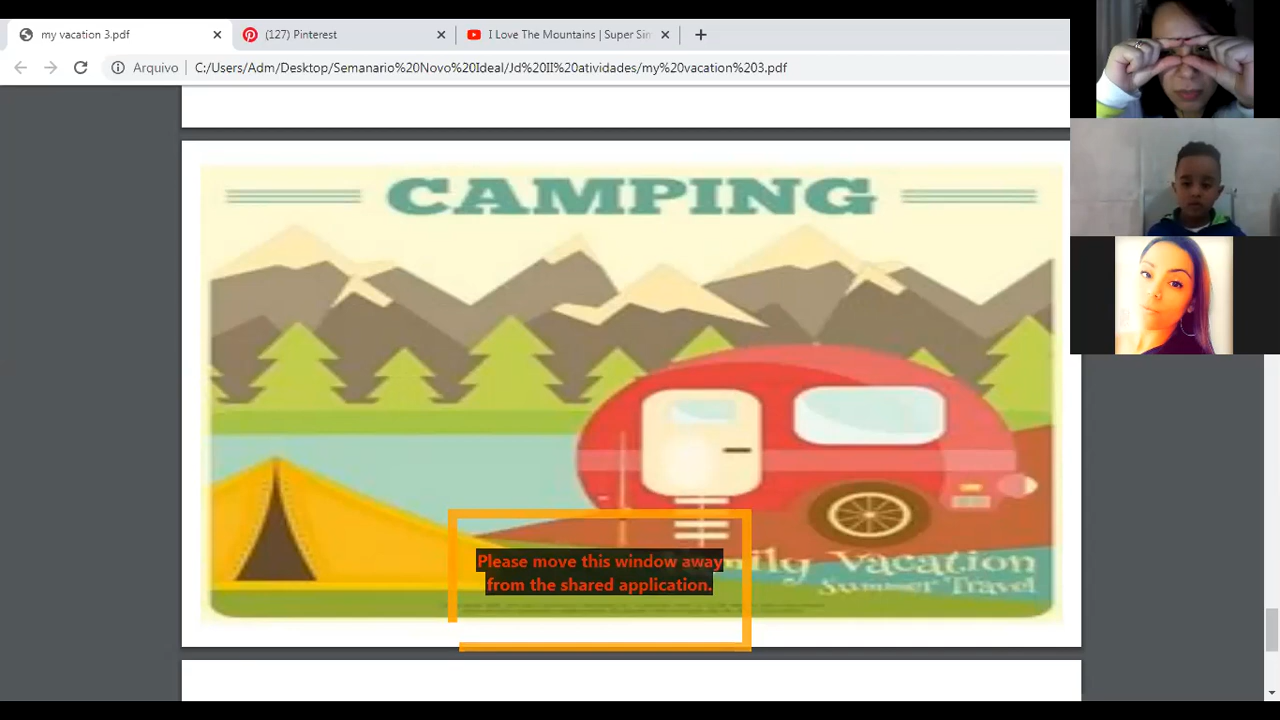 my vacation 3.pdf
(127) Pinterest
I Love The Mountains | Super Sin
Arquivo
C:/Users/Adm/Desktop/Semanario%20Novo%20Ideal/Jd%20II%20atividades/my%20vacation%203.pdf
CAMPING
Please move this window away
from the shared application.
Vacation
Summer Travel